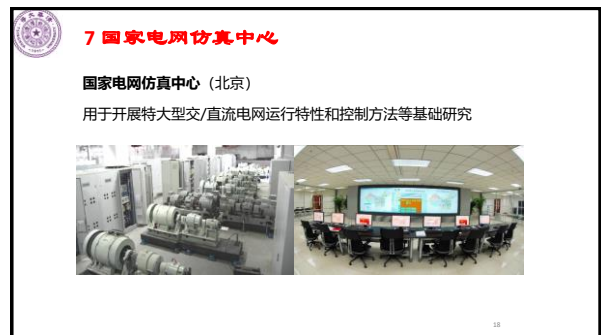 7 国家电网仿真中心
国家电网仿真中心（北京）
用于开展特大型交/直流电网运行特性和控制方法等基础研究
18